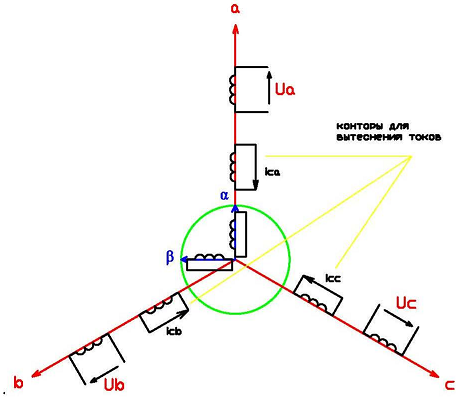 a
Ua
конторы для
вытеснения токов
ica
α
β
icc
Uc
icb
Ub
b
c